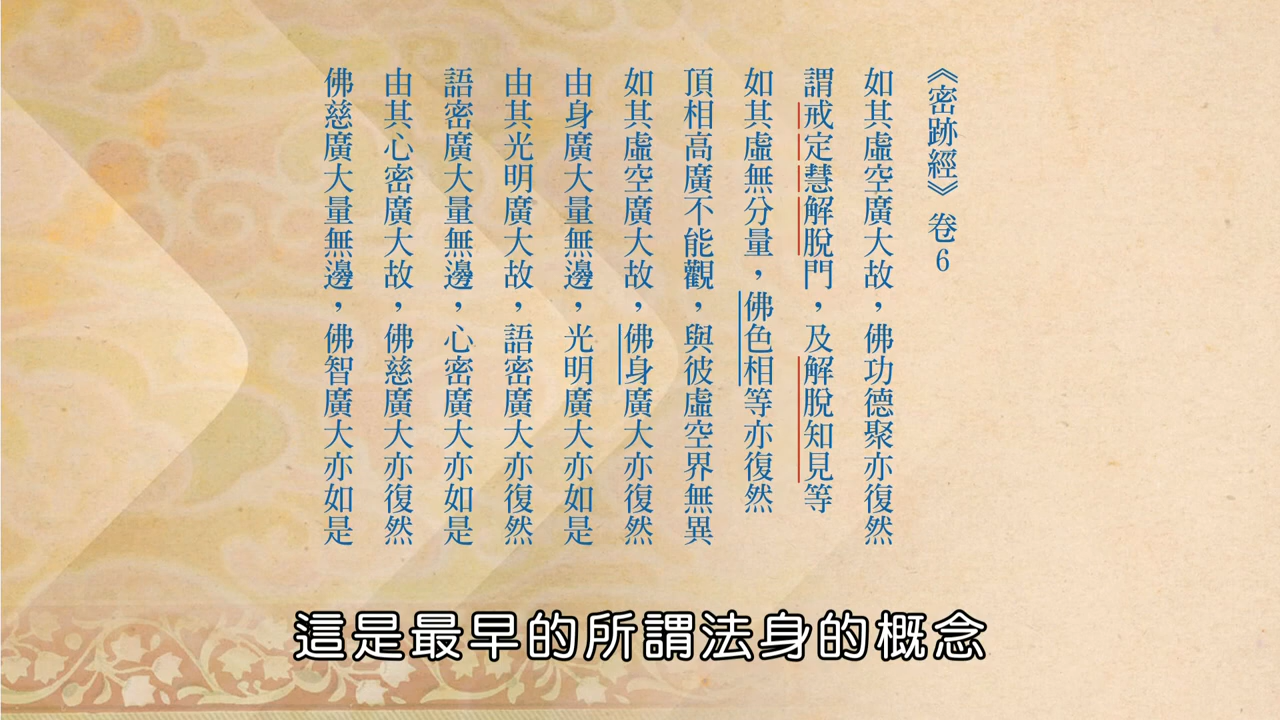 《密跡經》卷6
如其虛空廣大故，佛功德聚亦復然
謂戒定慧解脫門，及解脫知見等
如其虛無分量，佛色相等亦復然
頂相高廣不能觀，與彼虛空界無異
如其虛空廣大故，佛身廣大亦復然
由身廣大量無邊，光明廣大亦如是
由其光明廣大故，語密廣大亦復然
語密廣大量無邊，心密廣大亦如是
由其心密廣大故，佛慈廣大亦復然
佛慈廣大量無邊，佛智廣大亦如是
這是最早的所謂法身的概念